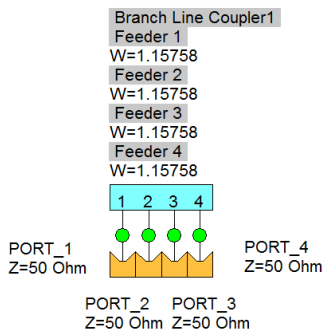 Branch Line Coupler1
Feeder 1
W=1.15758
Feeder 2
W=1.15758
Feeder 3
W=1.15758
Feeder 4
W=1.15758
1 2 3 4
PORT_1
Z=50 Ohm
PORT_4
Z=50 Ohm
PORT_2
Z=50 Ohm
PORT_3
Z=50 Ohm